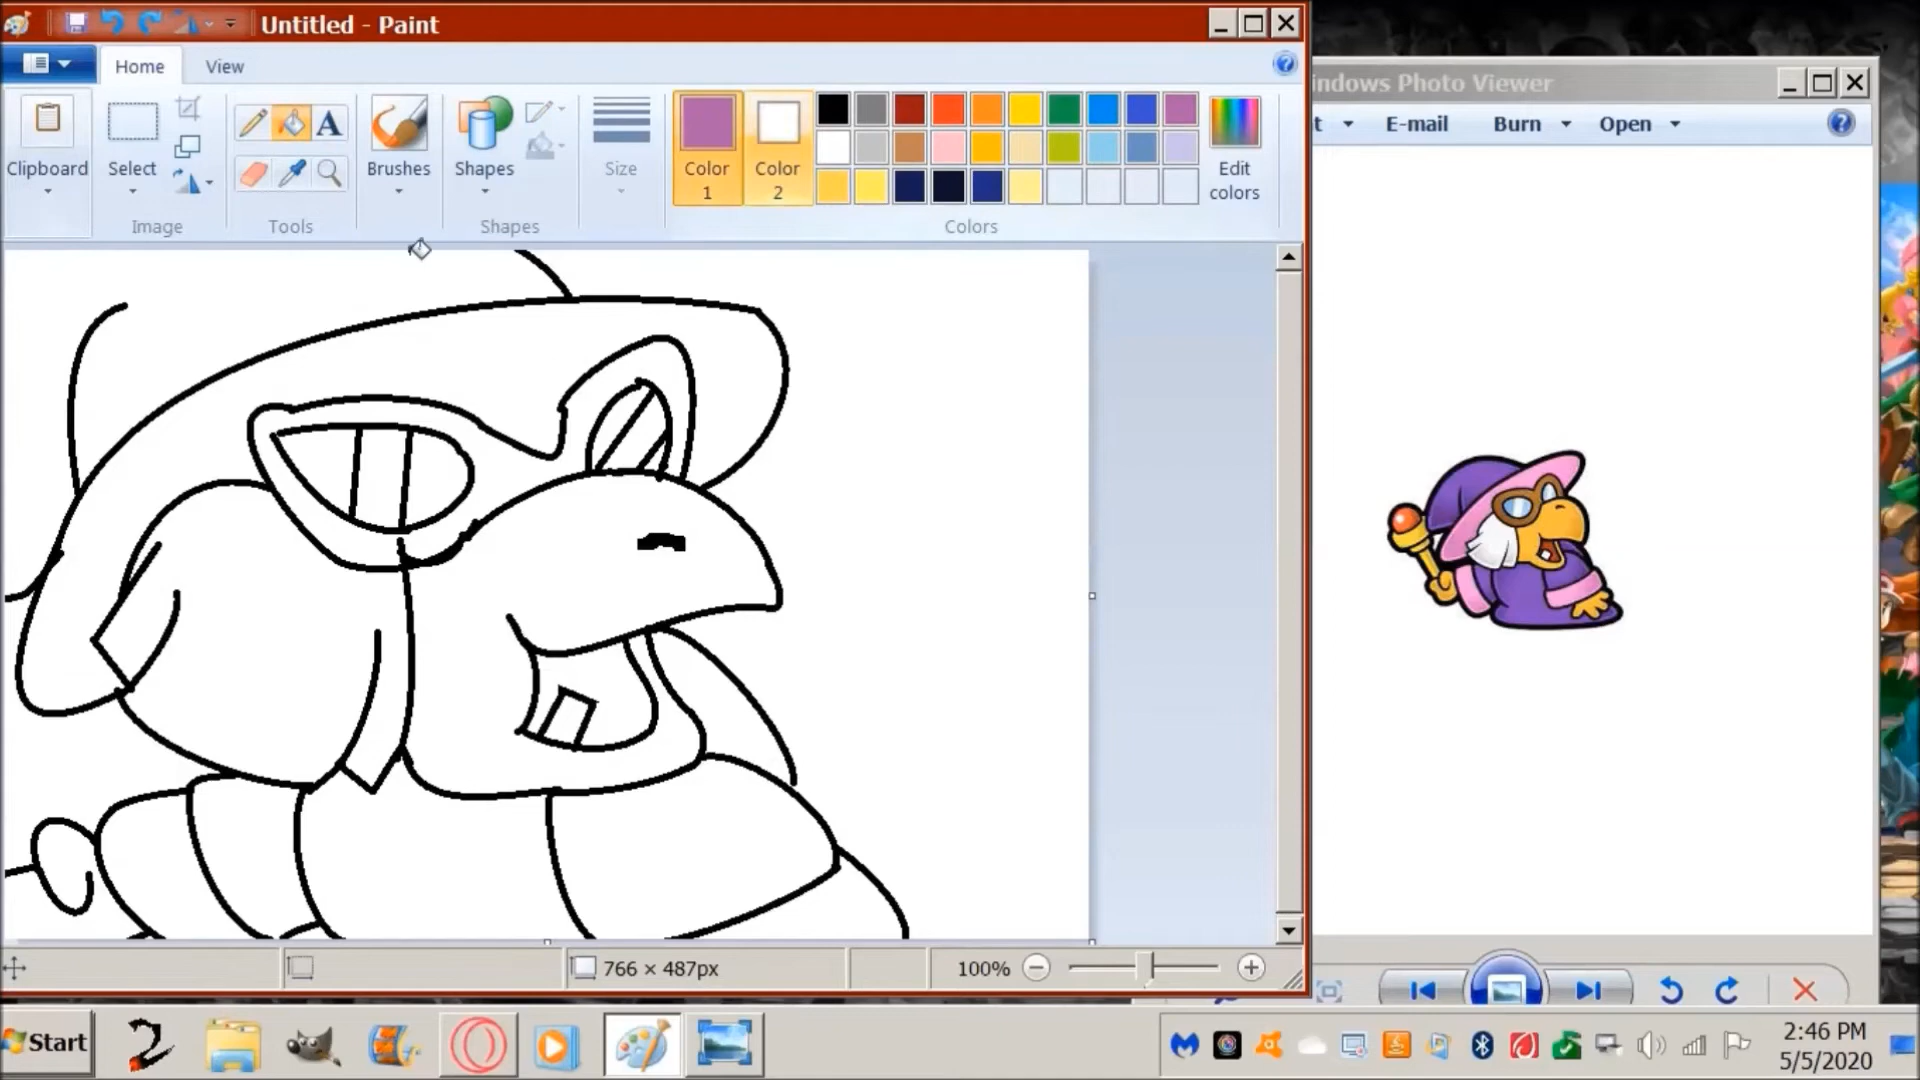 Untitled - Paint
Home
View
Clipboard
Select
Image
Tools
Brushes
Shapes
Shapes
Size
Color
1
Color
2
Edit
colors
Colors
Windows Photo Viewer
E-mail
Burn
Open
766 × 487px
100%
Start
2:46 PM
5/5/2020